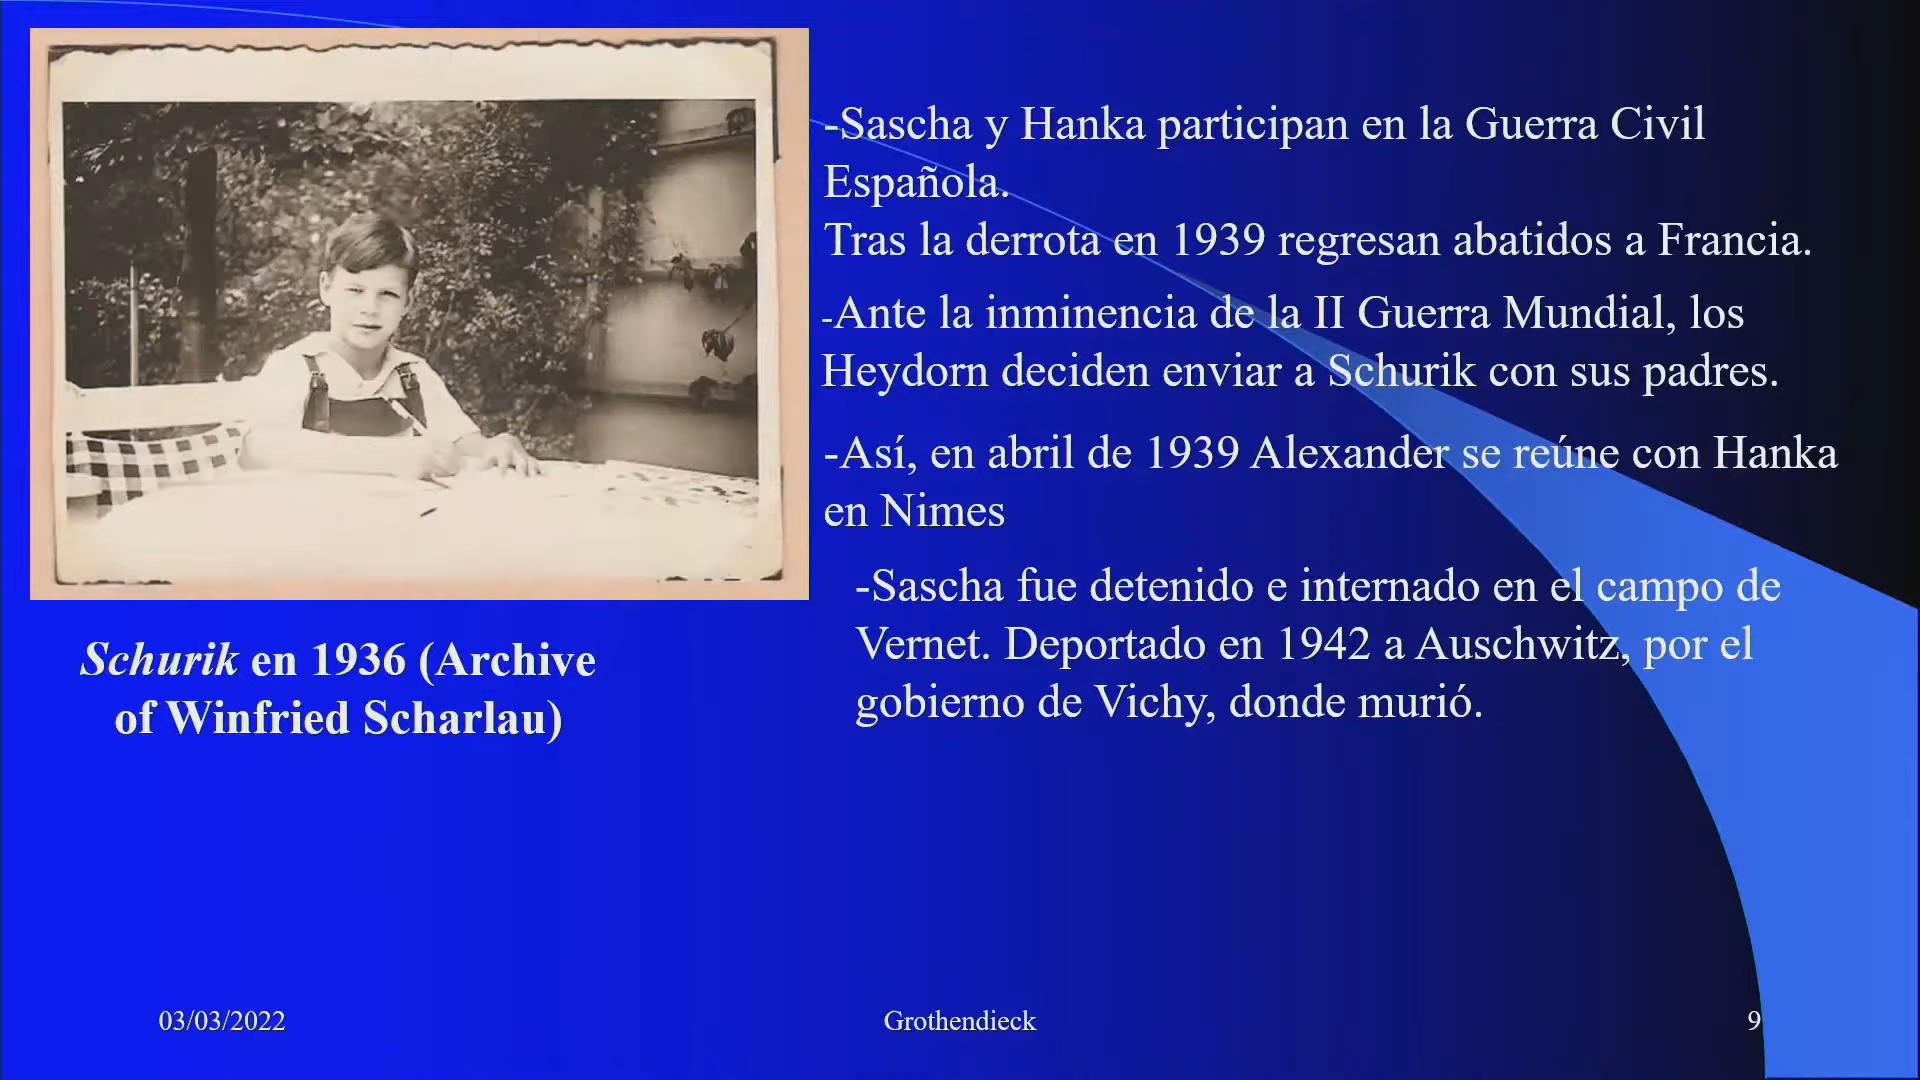 -Sascha y Hanka participan en la Guerra Civil
Española.
Tras la derrota en 1939 regresan abatidos a Francia.
-Ante la inminencia de la II Guerra Mundial, los
Heydorn deciden enviar a Schurik con sus padres.
-Así, en abril de 1939 Alexander se reúne con Hanka
en Nimes
-Sascha fue detenido e internado en el campo de
Vernet. Deportado en 1942 a Auschwitz, por el
gobierno de Vichy, donde murió.
Schurik en 1936 (Archive
of Winfried Scharlau)
03/03/2022
Grothendieck
9